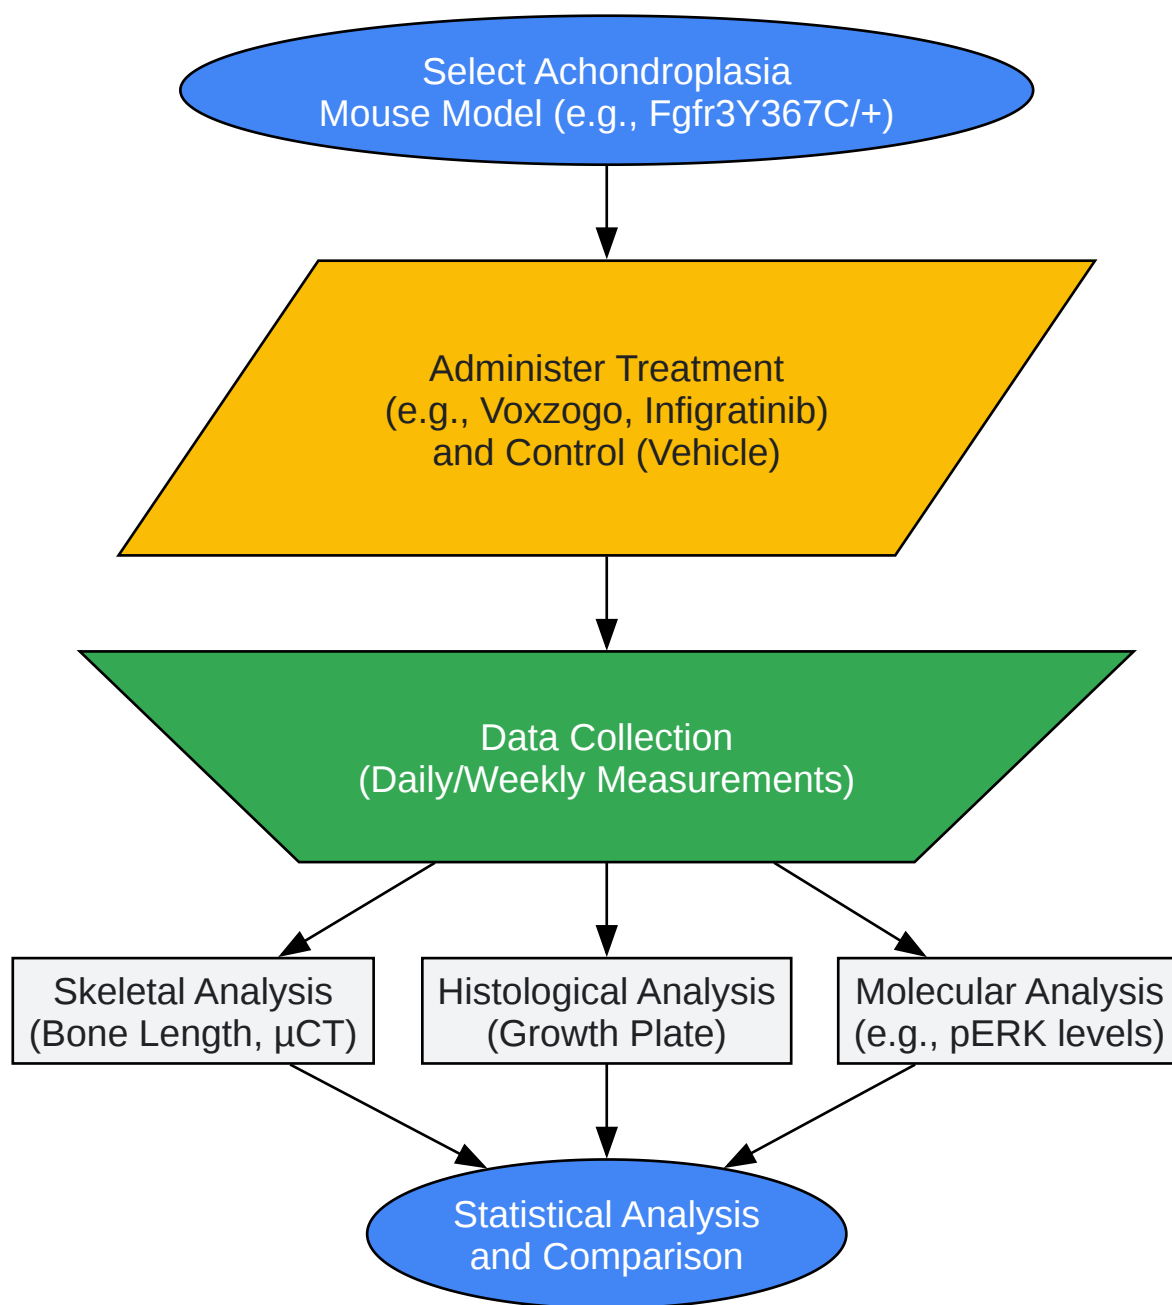 Select Achondroplasia
Mouse Model (e.g., Fgfr3Y367C/+)
Administer Treatment
(e.g., Voxzogo, Infigratinib)
and Control (Vehicle)
Data Collection
(Daily/Weekly Measurements)
Skeletal Analysis
(Bone Length, µCT)
Histological Analysis
(Growth Plate)
Molecular Analysis
(e.g., pERK levels)
Statistical Analysis
and Comparison